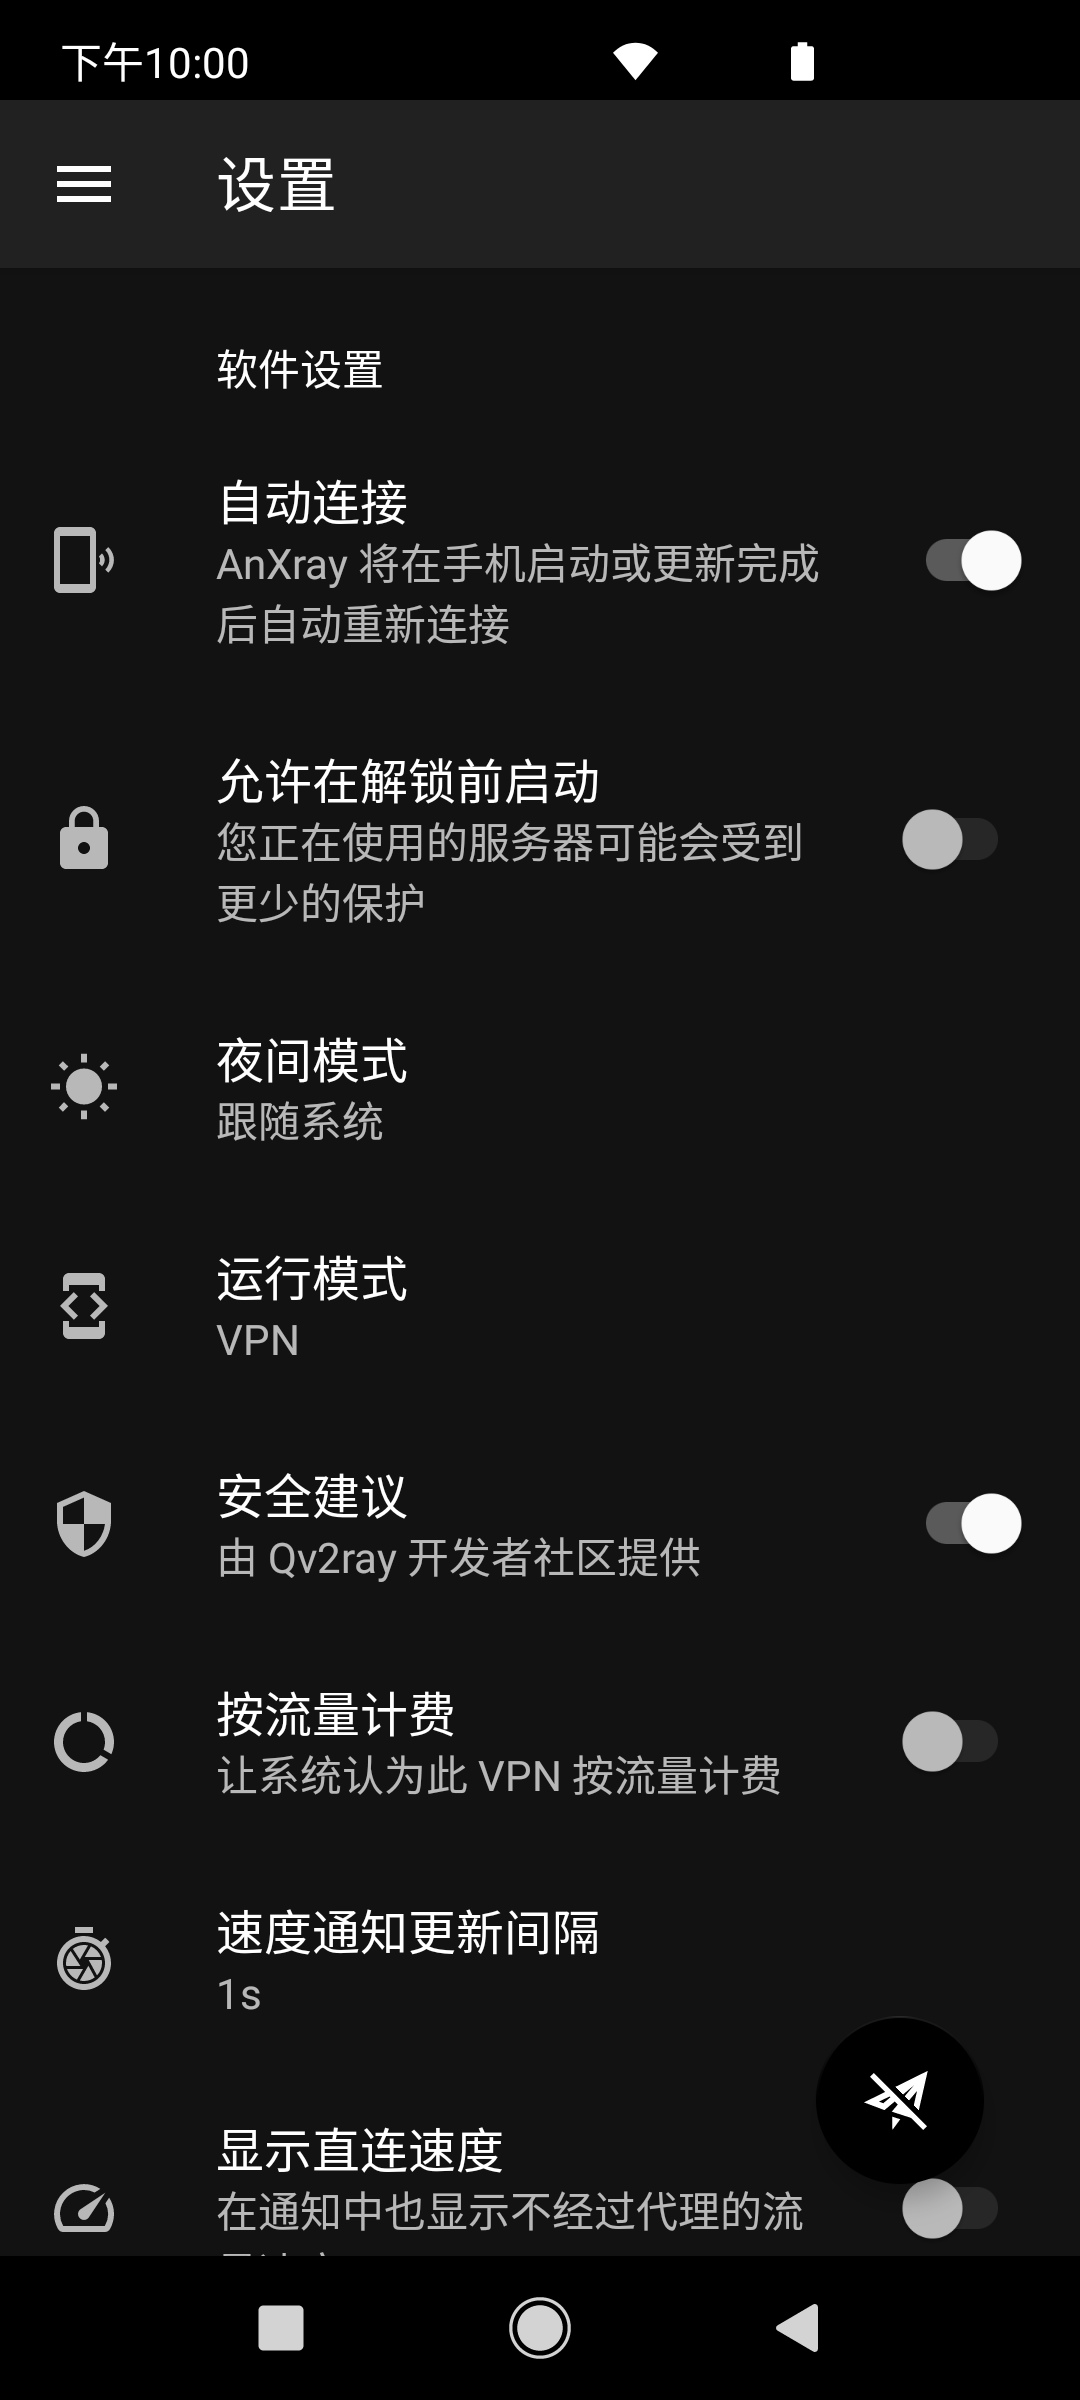 下午10:00
设置
软件设置
自动连接
AnXray 将在手机启动或更新完成
后自动重新连接
允许在解锁前启动
您正在使用的服务器可能会受到
更少的保护
夜间模式
跟随系统
运行模式
VPN
安全建议
由 Qv2ray 开发者社区提供
按流量计费
让系统认为此 VPN 按流量计费
速度通知更新间隔
1s
显示直连速度
在通知中也显示不经过代理的流